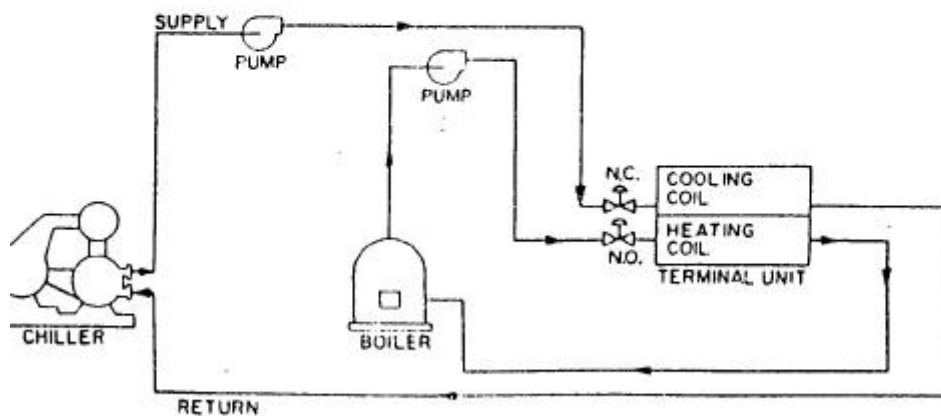 SUPPLY
PUMP
PUMP
N.C.
COOLING
COIL
HEATING
COIL
N.O.
TERMINAL UNIT
CHILLER
BOILER
RETURN